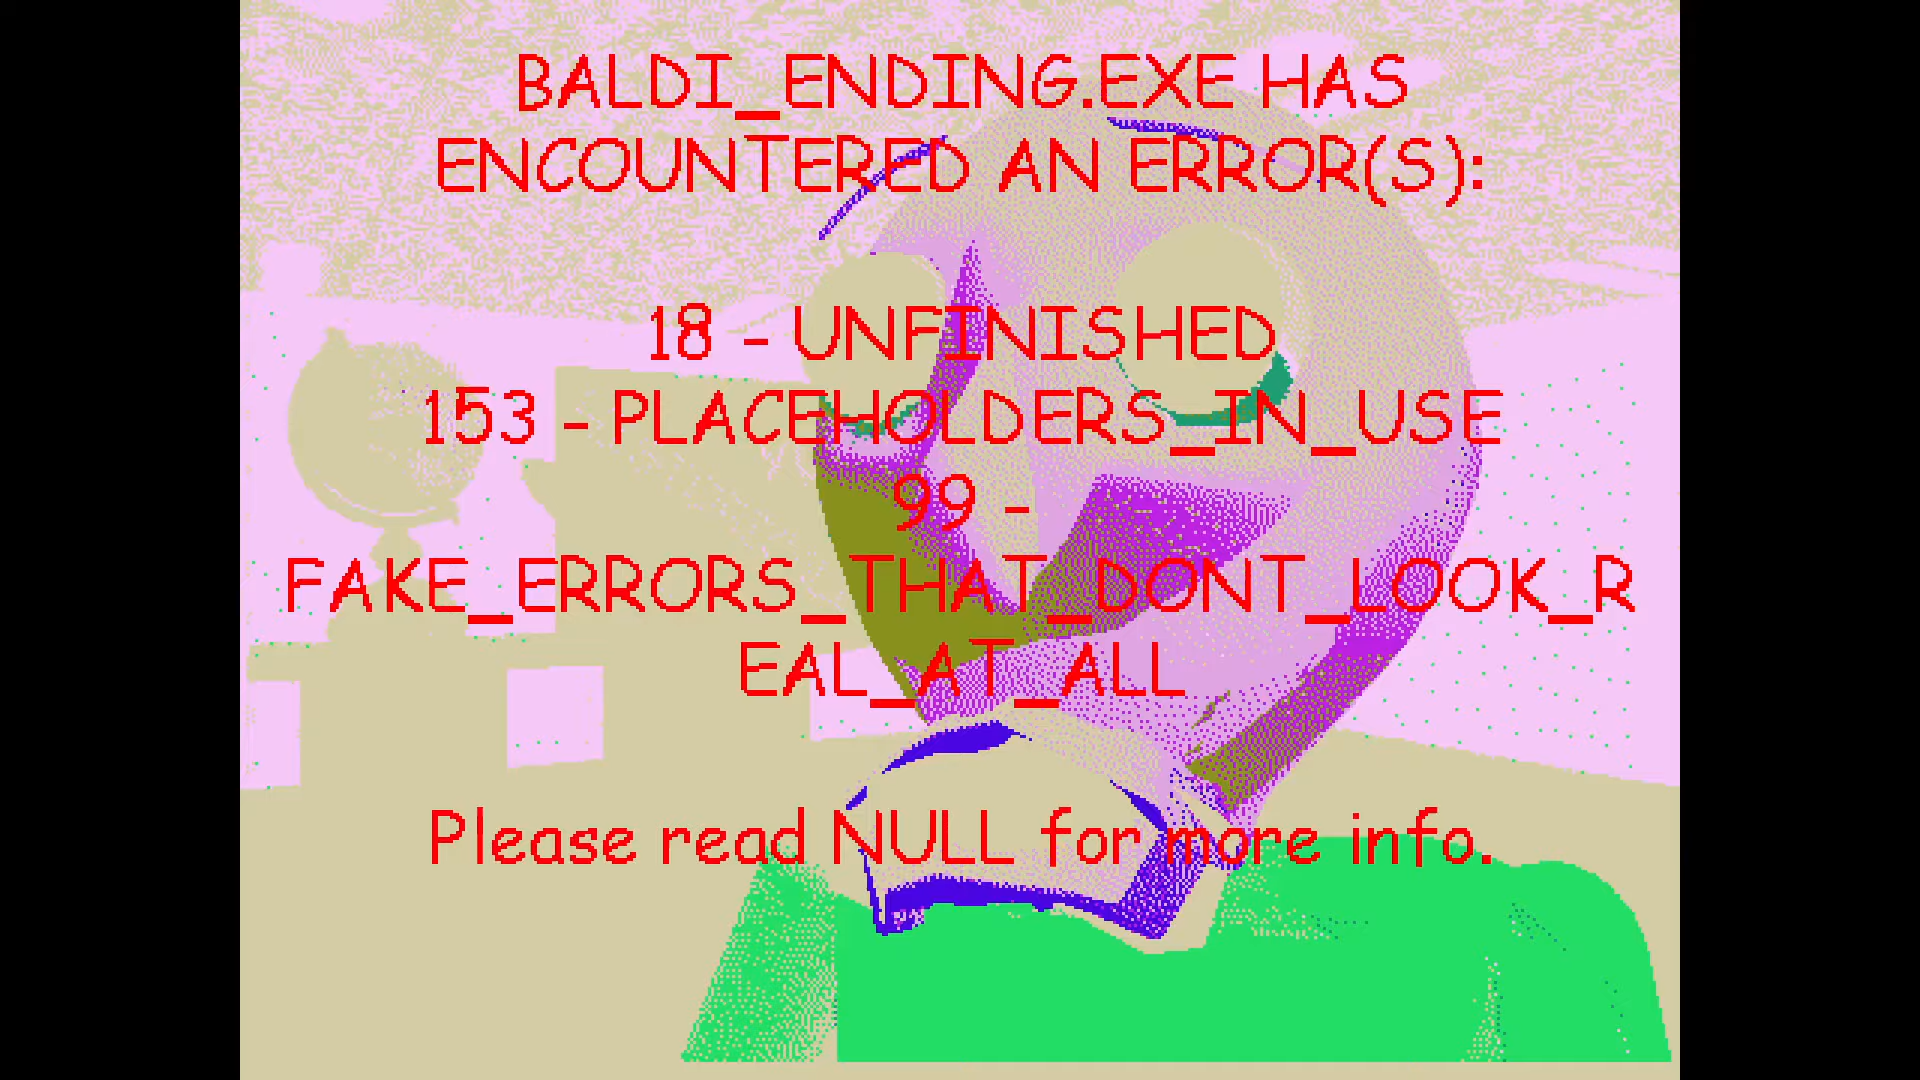 BALDI_ENDING.EXE HAS
ENCOUNTERED AN ERROR(S):
18 - UNFINISHED
153 - PLACEHOLDERS_IN_USE
99 -
FAKE_ERRORS_THAT_DONT_LOOK_R
EAL_AT_ALL
Please read NULL for more info.